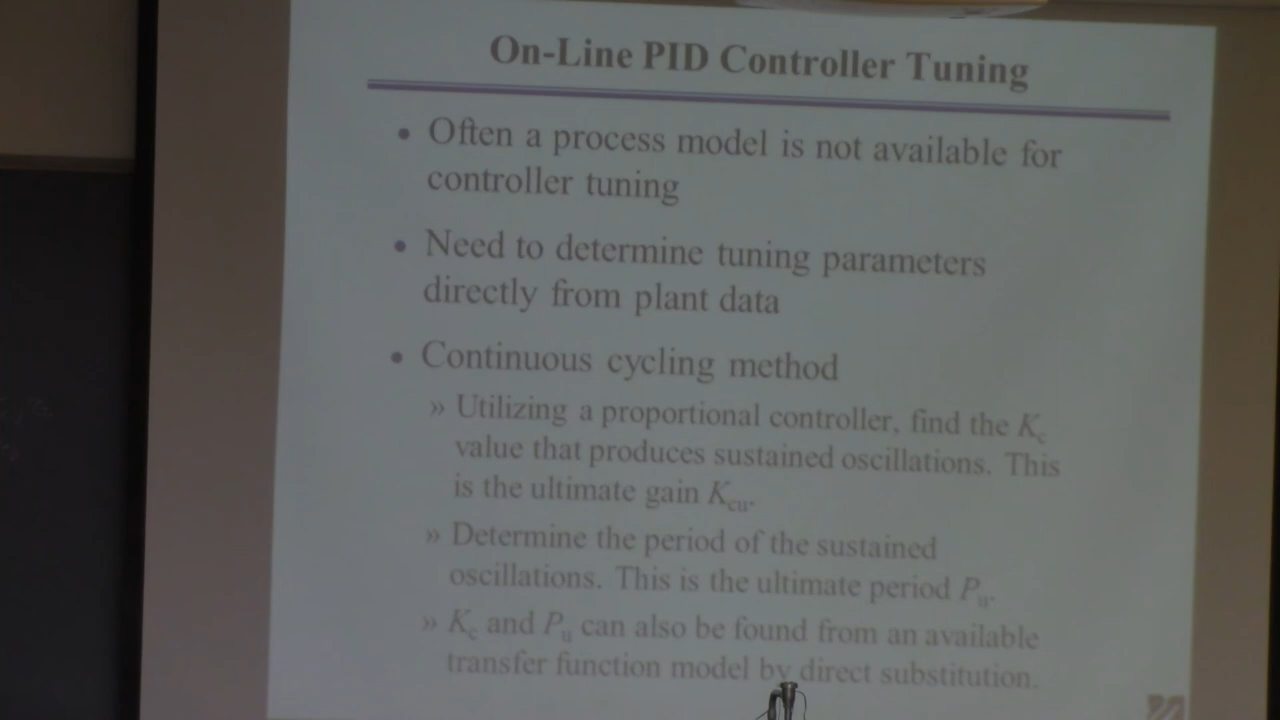 On-Line PID Controller Tuning
• Often a process model is not available for
controller tuning
• Need to determine tuning parameters
directly from plant data
• Continuous cycling method
» Utilizing a proportional controller, find the Kc
value that produces sustained oscillations. This
is the ultimate gain Kcu.
» Determine the period of the sustained
oscillations. This is the ultimate period Pu.
» Kc and Pu can also be found from an available
transfer function model by direct substitution.